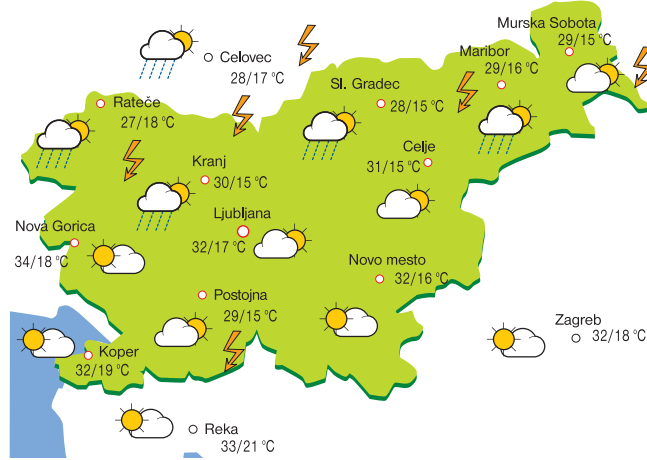 Murska Sobota
29/15 °C
Celovec
28/17 °C
Maribor
29/16 °C
Sl. Gradec
28/15 °C
Rateče
27/18 °C
Celje
31/15 °C
Kranj
30/15 °C
Ljubljana
32/17 °C
Nova Gorica
34/18 °C
Novo mesto
32/16 °C
Postojna
29/15 °C
Zagreb
32/18 °C
Koper
32/19 °C
Reka
33/21 °C